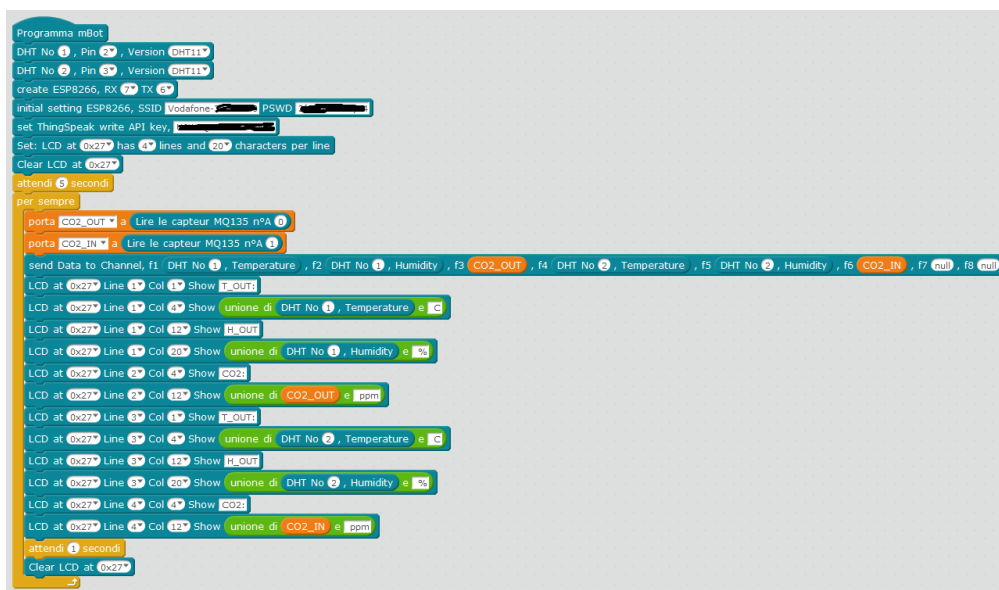 Programma mBot
DHT No 1 , Pin 2 , Version DHT11
DHT No 2 , Pin 3 , Version DHT11
create ESP8266, RX 7 TX 6
initial setting ESP8266, SSID Vodafone- PSWD
set ThingSpeak write API key,
Set: LCD at 0x27 has 4 lines and 20 characters per line
Clear LCD at 0x27
attendi 5 secondi
per sempre
porta CO2_OUT a Lire le capteur MQ135 nºA 0
porta CO2_IN a Lire le capteur MQ135 nºA 1
send Data to Channel, f1 DHT No 1 , Temperature , f2 DHT No 1 , Humidity , f3 CO2_OUT , f4 DHT No 2 , Temperature , f5 DHT No 2 , Humidity , f6 CO2_IN , f7 null , f8 null
LCD at 0x27 Line 1 Col 1 Show T_OUT:
LCD at 0x27 Line 1 Col 4 Show unione di DHT No 1 , Temperature e C
LCD at 0x27 Line 1 Col 12 Show H_OUT
LCD at 0x27 Line 1 Col 20 Show unione di DHT No 1 , Humidity e %
LCD at 0x27 Line 2 Col 4 Show CO2:
LCD at 0x27 Line 2 Col 12 Show unione di CO2_OUT e ppm
LCD at 0x27 Line 3 Col 1 Show T_OUT:
LCD at 0x27 Line 3 Col 4 Show unione di DHT No 2 , Temperature e C
LCD at 0x27 Line 3 Col 12 Show H_OUT
LCD at 0x27 Line 3 Col 20 Show unione di DHT No 2 , Humidity e %
LCD at 0x27 Line 4 Col 4 Show CO2:
LCD at 0x27 Line 4 Col 12 Show unione di CO2_IN e ppm
attendi 1 secondi
Clear LCD at 0x27